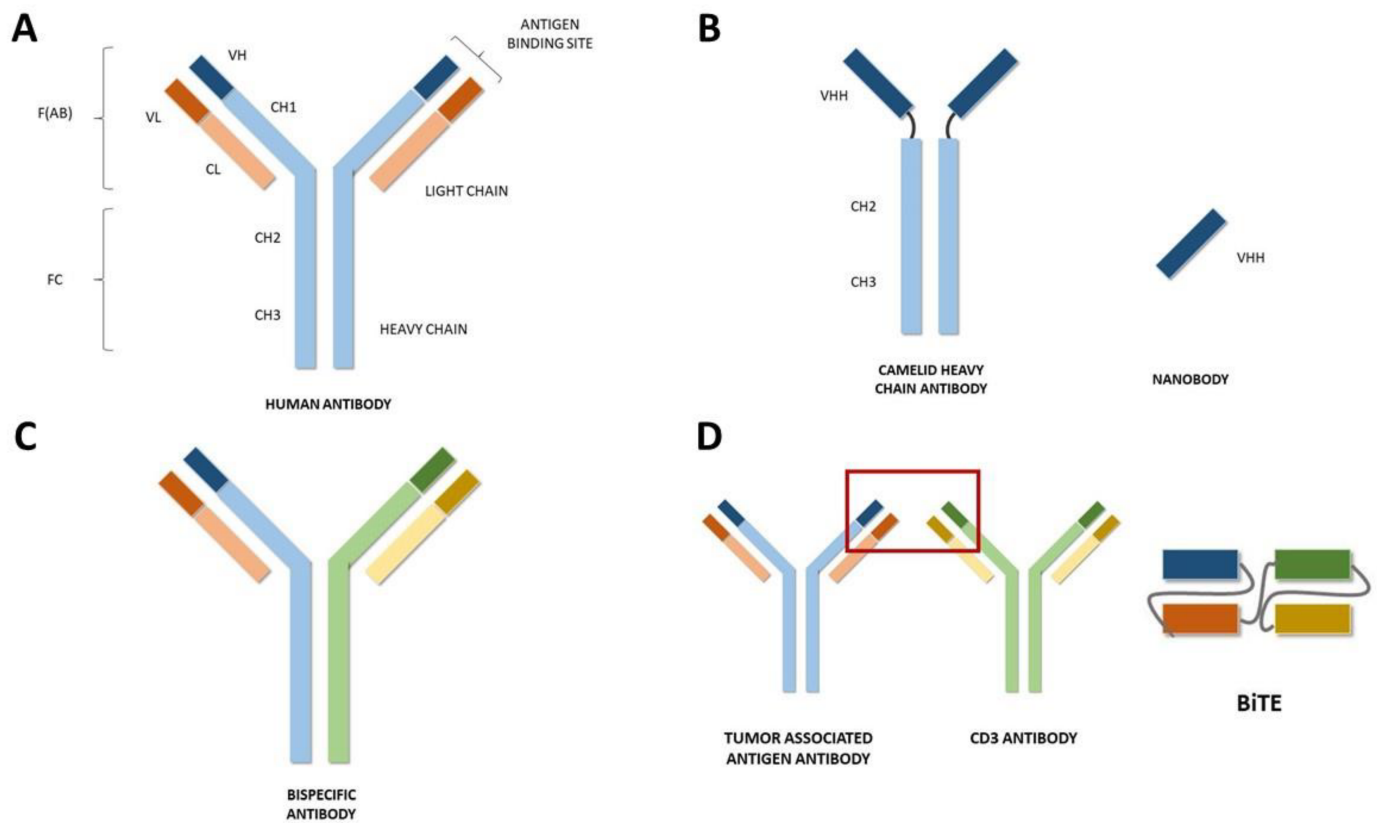 A
ANTIGEN
BINDING SITE
VH
F(AB)
CH1
VL
CL
LIGHT CHAIN
CH2
FC
CH3
HEAVY CHAIN
HUMAN ANTIBODY
B
VHH
CH2
CH3
VHH
CAMELID HEAVY
CHAIN ANTIBODY
NANOBODY
C
BISPECIFIC
ANTIBODY
D
TUMOR ASSOCIATED
ANTIGEN ANTIBODY
CD3 ANTIBODY
BiTE